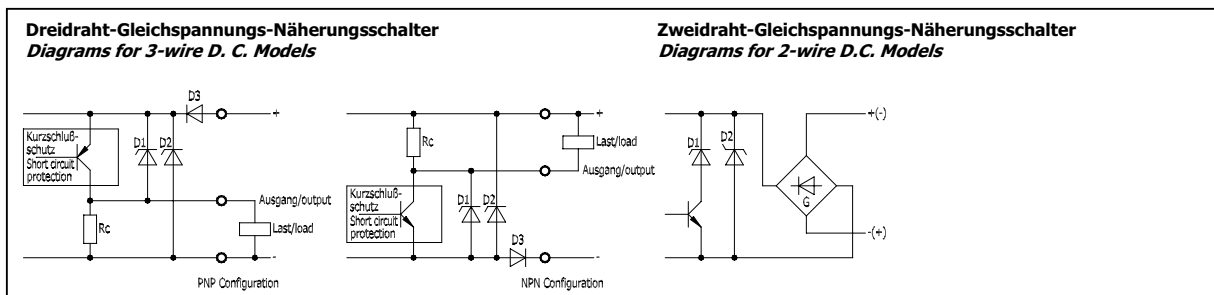 Dreidraht-Gleichspannungs-Näherungsschalter
Diagrams for 3-wire D. C. Models
D3
+
Kurzschluß-
schutz
Short circuit
protection
D1
D2
Ausgang/output
Rc
Last/load
-
PNP Configuration
+
Rc
Last/load
Ausgang/output
Kurzschluß-
schutz
Short circuit
protection
D1
D2
D3
-
NPN Configuration
Zweidraht-Gleichspannungs-Näherungsschalter
Diagrams for 2-wire D.C. Models
+(-)
D1
D2
G
-(+)